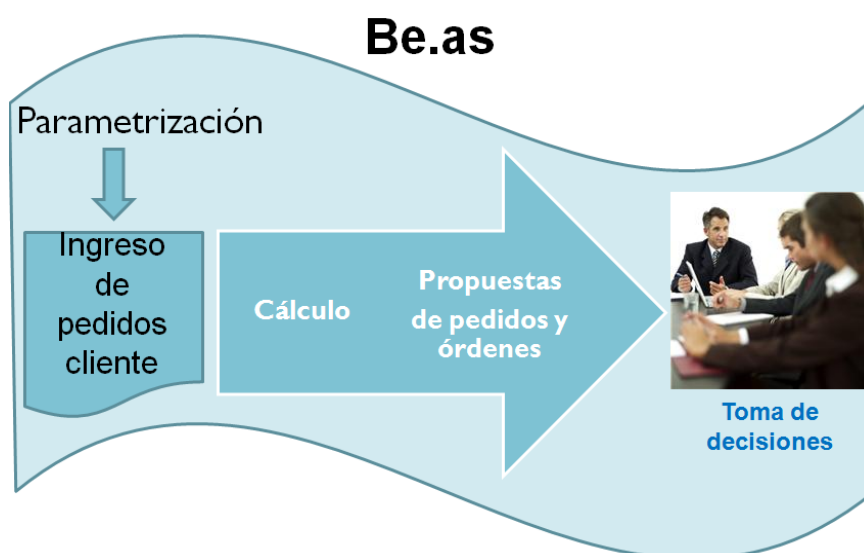 Be.as
Parametrización
Ingreso
de
pedidos
cliente
Cálculo
Propuestas
de pedidos y
órdenes
Toma de
decisiones